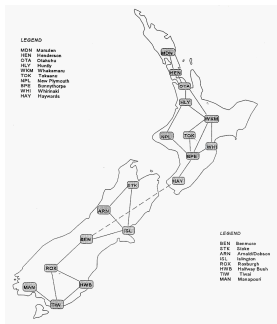 LEGEND
MDN Marsden
HEN Henderson
OTA Otahuhu
HLY Huntly
WKM Whakamaru
TOK Tokaanu
NPL New Plymouth
BPE Bunnythorpe
WHI Whirinaki
HAY Haywards
MDN
HEN
OTA
HLY
WKM
NPL
TOK
WHI
BPE
HAY
STK
ARN
ISL
BEN
ROX
MAN
HWB
TIW
LEGEND
BEN Benmore
STK Stoke
ARN Arnold/Dobson
ISL Islington
ROX Roxburgh
HWB Halfway Bush
TIW Tiwai
MAN Manapouri